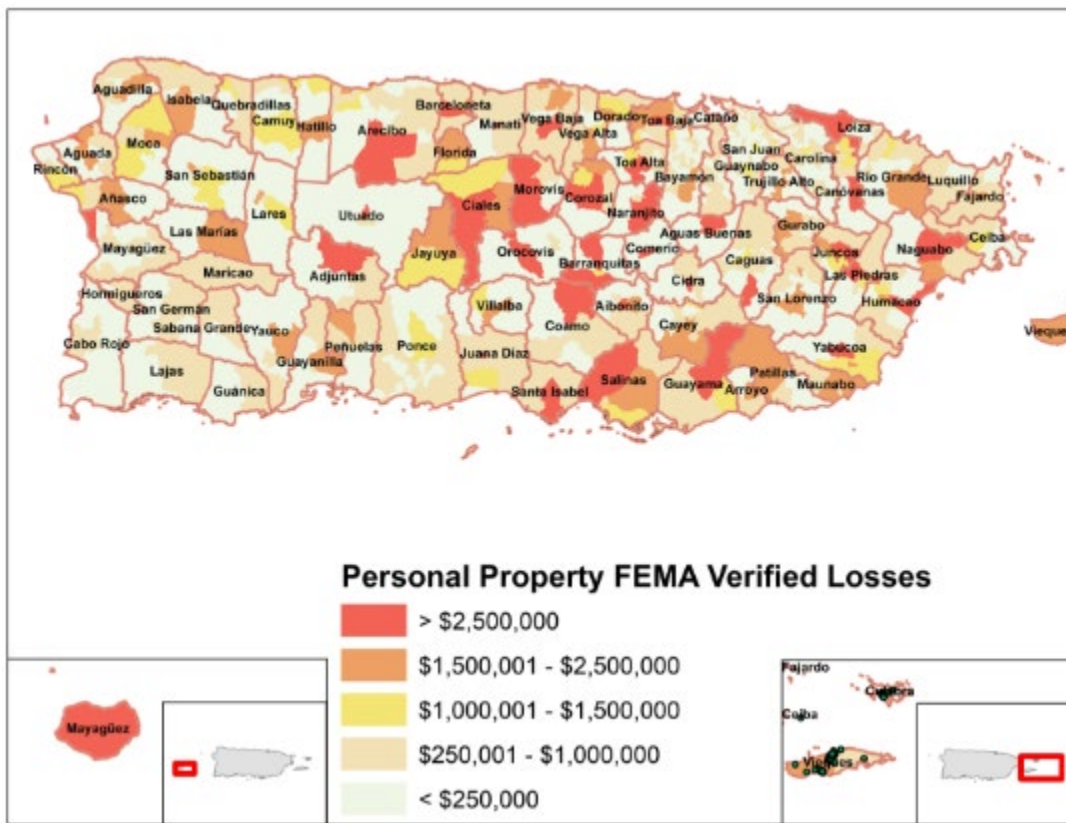 Aguadilla
Isabela
Quebradillas
Camuy
Hatillo
Arecibo
Barceloneta
Manati
Vega Baja
Vega Alta
Dorado
Toa Baja
Cataño
Loiza
Rincón
Aguada
Moca
San Sebastián
Florida
Morovis
Corozal
Toa Alta
Bayamón
San Juan
Guaynabo
Trujillo Alto
Carolina
Canóvanas
Rio Grande
Luquillo
Fajardo
Añasco
Las Marías
Lares
Utuado
Ciales
Naranjito
Mayagüez
Maricao
Adjuntas
Jayuya
Orocovis
Barranquitas
Comerio
Aguas Buenas
Caguas
Gurabo
Juncos
Naguabo
Ceiba
Hormigueros
San Germán
Sabana Grande
Yauco
Villalba
Coamo
Aibonito
Cidra
San Lorenzo
Las Piedras
Humacao
Cabo Rojo
Lajas
Guánica
Guayanilla
Peñuelas
Ponce
Juana Díaz
Santa Isabel
Salinas
Cayey
Guayama
Arroyo
Patillas
Maunabo
Yabucoa
Vieques
Personal Property FEMA Verified Losses
> $2,500,000
$1,500,001 - $2,500,000
$1,000,001 - $1,500,000
$250,001 - $1,000,000
< $250,000
Mayagüez
Fajardo
Culebra
Ceiba
Vieques